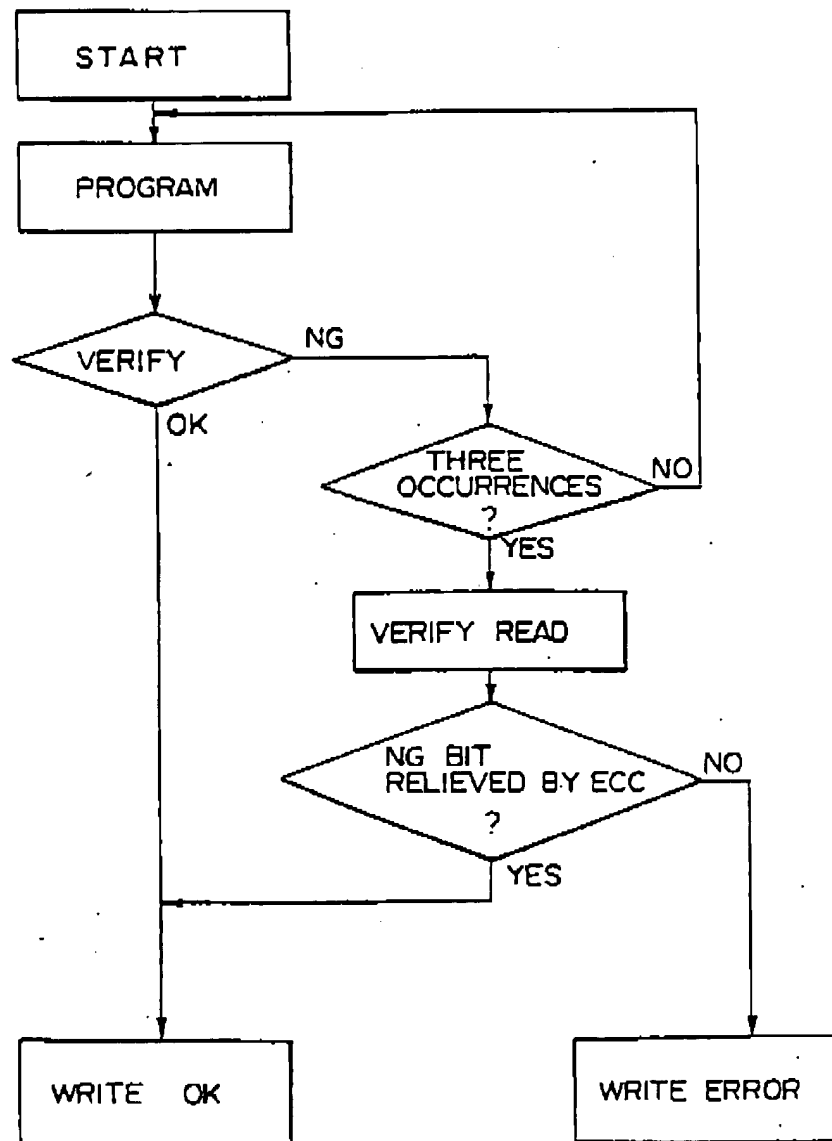 START
PROGRAM
VERIFY
NG
OK
THREE
OCCURRENCES
?
NO
YES
VERIFY READ
NG BIT
RELIEVED BY ECC
?
NO
YES
WRITE OK
WRITE ERROR